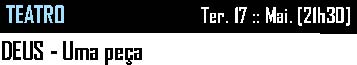 TEATRO Ter. 17 :: Mai. (21h30)
DEUS - Uma peça